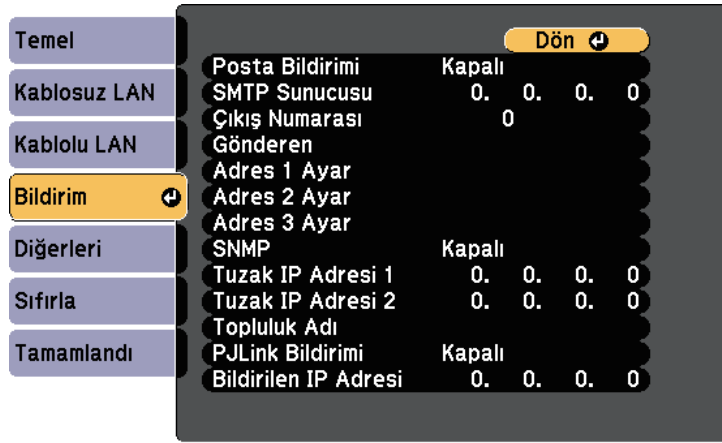 Temel
Kablosuz LAN
Kablolu LAN
Bildirim
Diğerleri
Sıfırla
Tamamlandı
Dön
Posta Bildirimi Kapalı
SMTP Sunucusu 0. 0. 0. 0
Çıkış Numarası 0
Gönderen
Adres 1 Ayar
Adres 2 Ayar
Adres 3 Ayar
SNMP Kapalı
Tuzak IP Adresi 1 0. 0. 0. 0
Tuzak IP Adresi 2 0. 0. 0. 0
Topluluk Adı
PJLink Bildirimi Kapalı
Bildirilen IP Adresi 0. 0. 0. 0